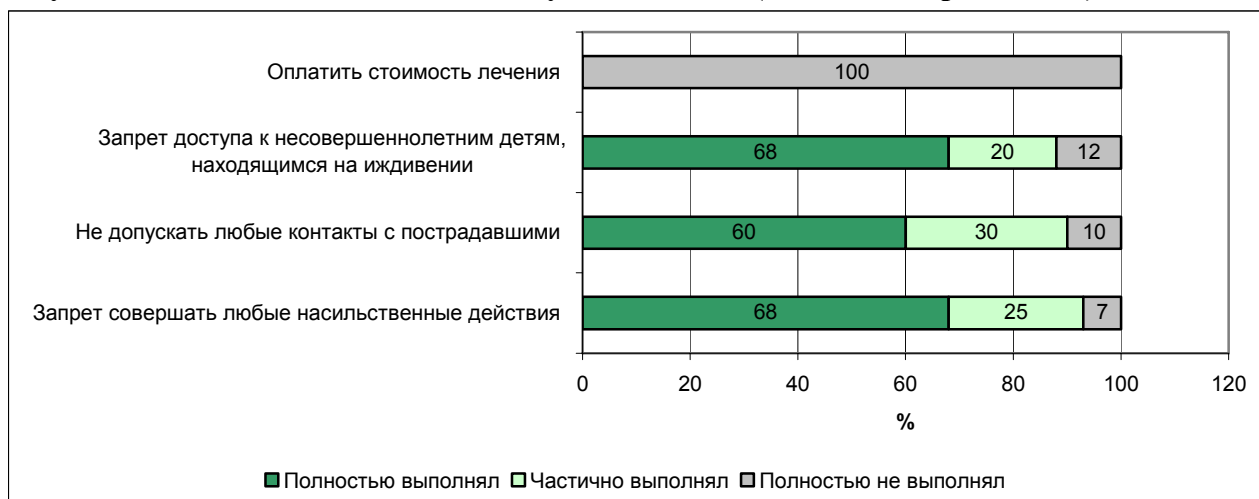 Оплатить стоимость лечения
100
Запрет доступа к несовершеннолетним детям,
находящимся на иждивении
68 20 12
Не допускать любые контакты с пострадавшими
60 30 10
Запрет совершать любые насильственные действия
68 25 7
0 20 40 60 80 100 120
%
Полностью выполнял Частично выполнял Полностью не выполнял